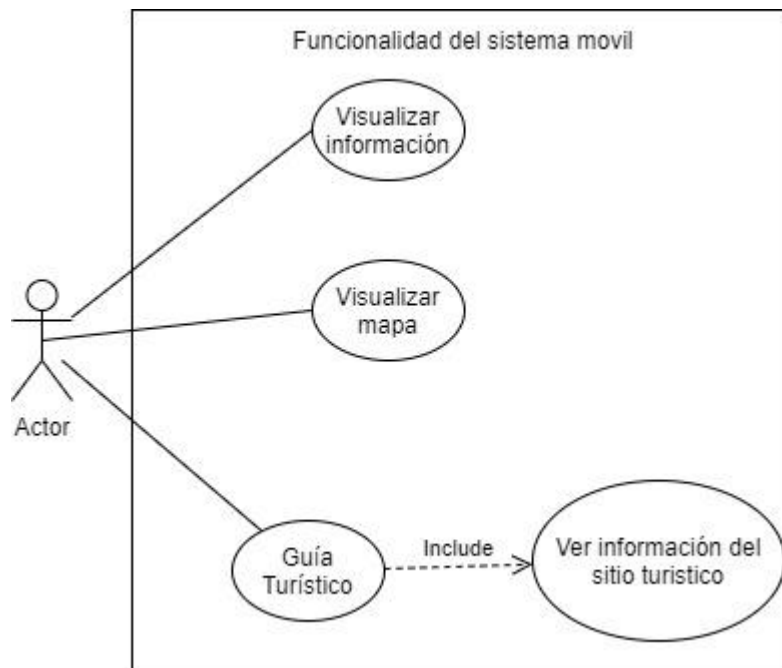 Funcionalidad del sistema movil
Visualizar
información
Visualizar
mapa
Actor
Guía
Turístico
Include
Ver información del
sitio turistico